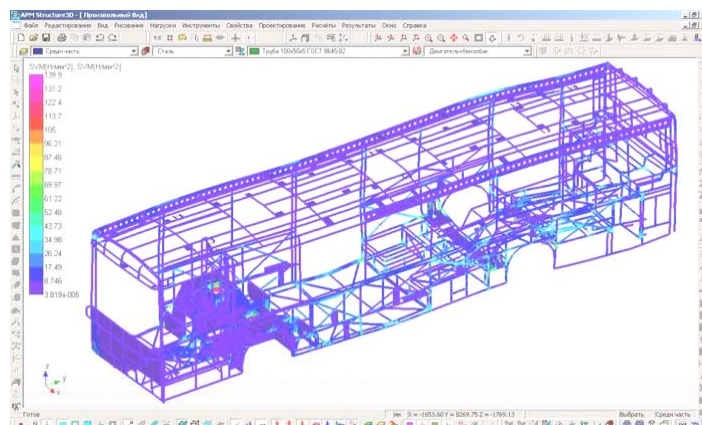 APM Structure3D - [ Произвольный Вид]
Файл Редактирование Вид Рисование Нагрузки Инструменты Свойства Проектирование Расчёты Результаты Окно Справка
Средн часть Сталь Труба 100x50x5 ГОСТ 8645 82 Двигатель+бензобак
SVM[Н/мм^2], SVM[Н/мм^2]
139.9
131.2
122.4
113.7
105
96.21
87.46
78.71
69.97
61.22
52.48
43.73
34.98
26.24
17.49
8.746
3.819e-005
z
y
x
Готов мм X = -1653.60 Y = 8269.75 Z = -1769.13 Выбрать Средн часть